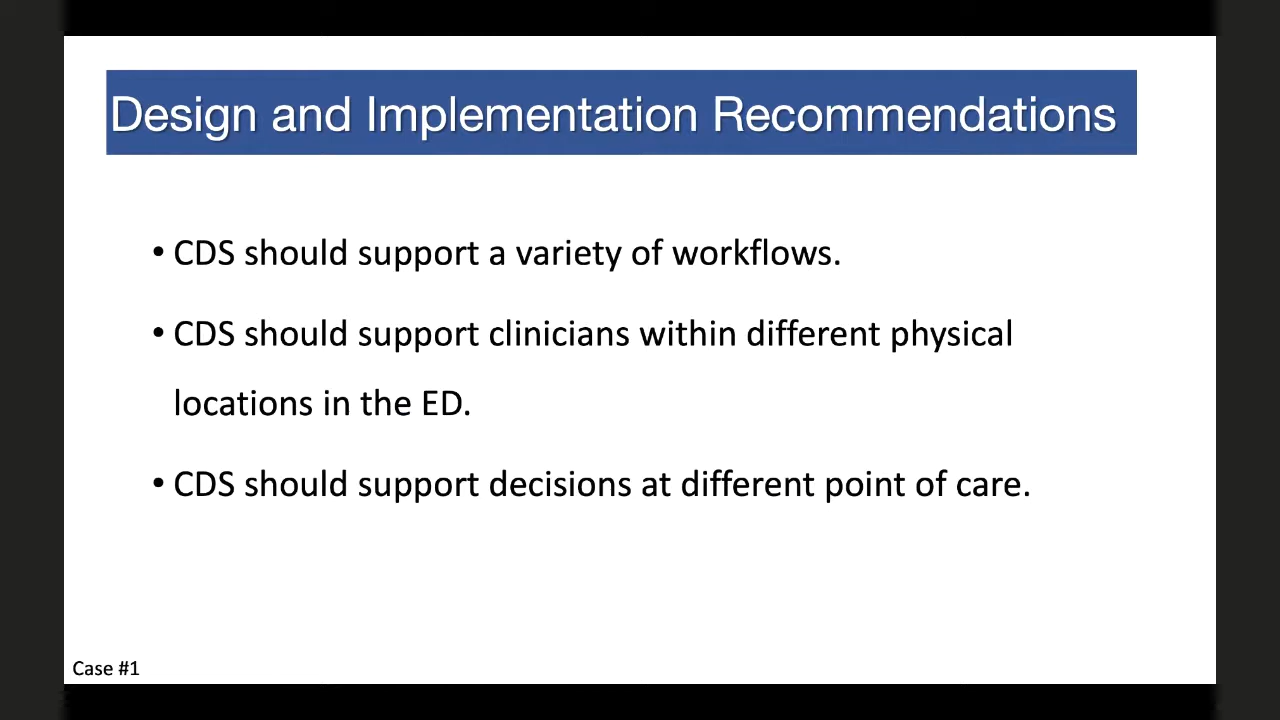 Design and Implementation Recommendations
• CDS should support a variety of workflows.
• CDS should support clinicians within different physical
locations in the ED.
• CDS should support decisions at different point of care.
Case #1